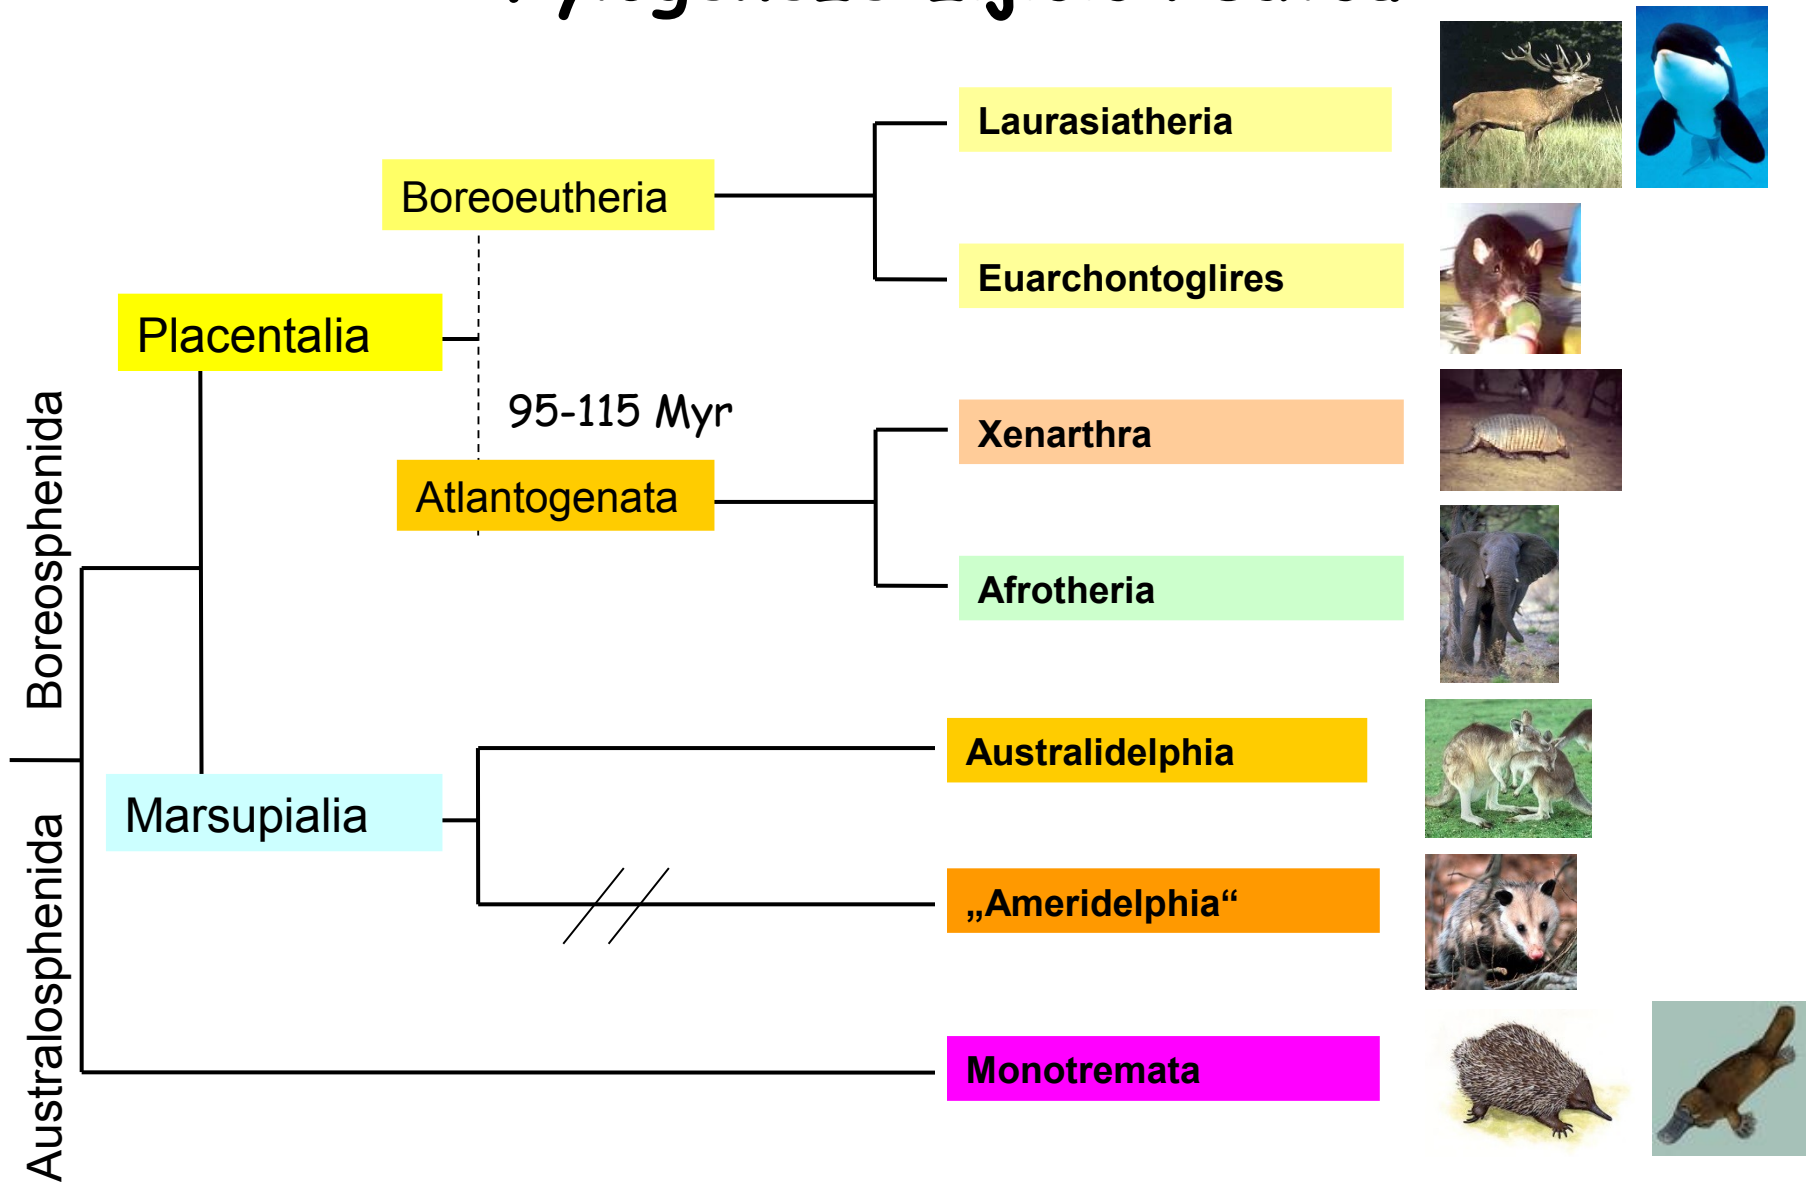 Laurasiatheria
Boreoeutheria
Euarchontoglires
Placentalia
95-115 Myr
Xenarthra
Atlantogenata
Afrotheria
Boreosphenida
Australidelphia
Marsupialia
„Ameridelphia“
Australosphenida
Monotremata